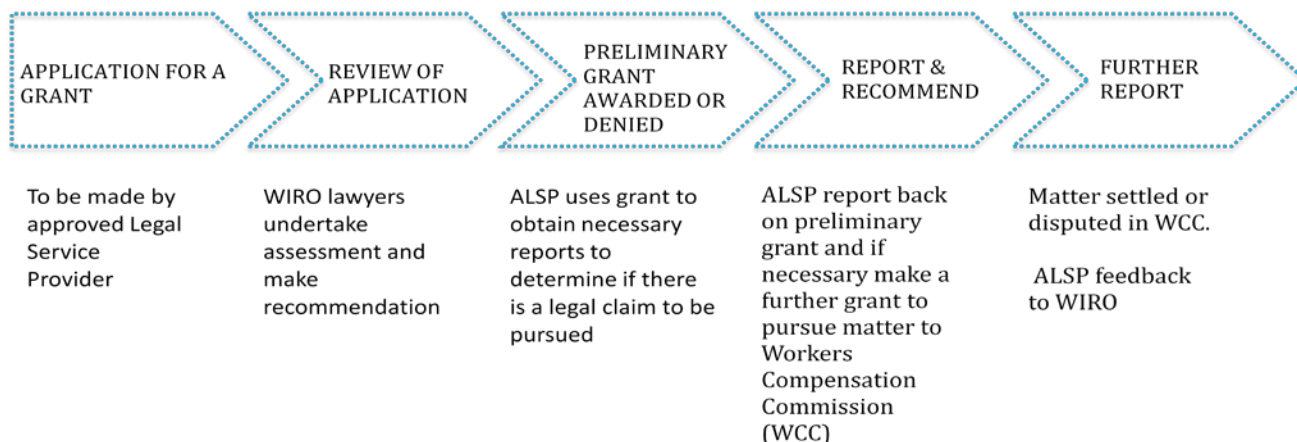 APPLICATION FOR A
GRANT
REVIEW OF
APPLICATION
PRELIMINARY
GRANT
AWARDED OR
DENIED
REPORT &
RECOMMEND
FURTHER
REPORT
To be made by
approved Legal
Service
Provider
WIRO lawyers
undertake
assessment and
make
recommendation
ALSP uses grant to
obtain necessary
reports to
determine if there
is a legal claim to be
pursued
ALSP report back
on preliminary
grant and if
necessary make a
further grant to
pursue matter to
Workers
Compensation
Commission
(WCC)
Matter settled or
disputed in WCC.
ALSP feedback
to WIRO